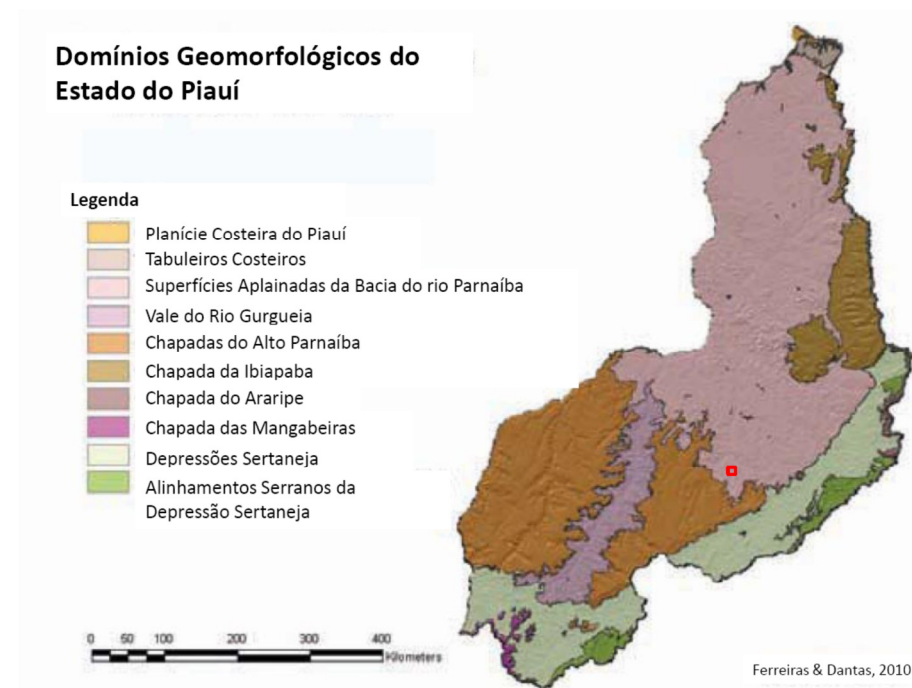 Domínios Geomorfológicos do
Estado do Piauí
Legenda
Planície Costeira do Piauí
Tabuleiros Costeiros
Superfícies Aplainadas da Bacia do rio Parnaíba
Vale do Rio Gurgueia
Chapadas do Alto Parnaíba
Chapada da Ibiapaba
Chapada do Araripe
Chapada das Mangabeiras
Depressões Sertaneja
Alinhamentos Serranos da
Depressão Sertaneja
0 50 100 200 300 400
Kilometers
Ferreiras & Dantas, 2010